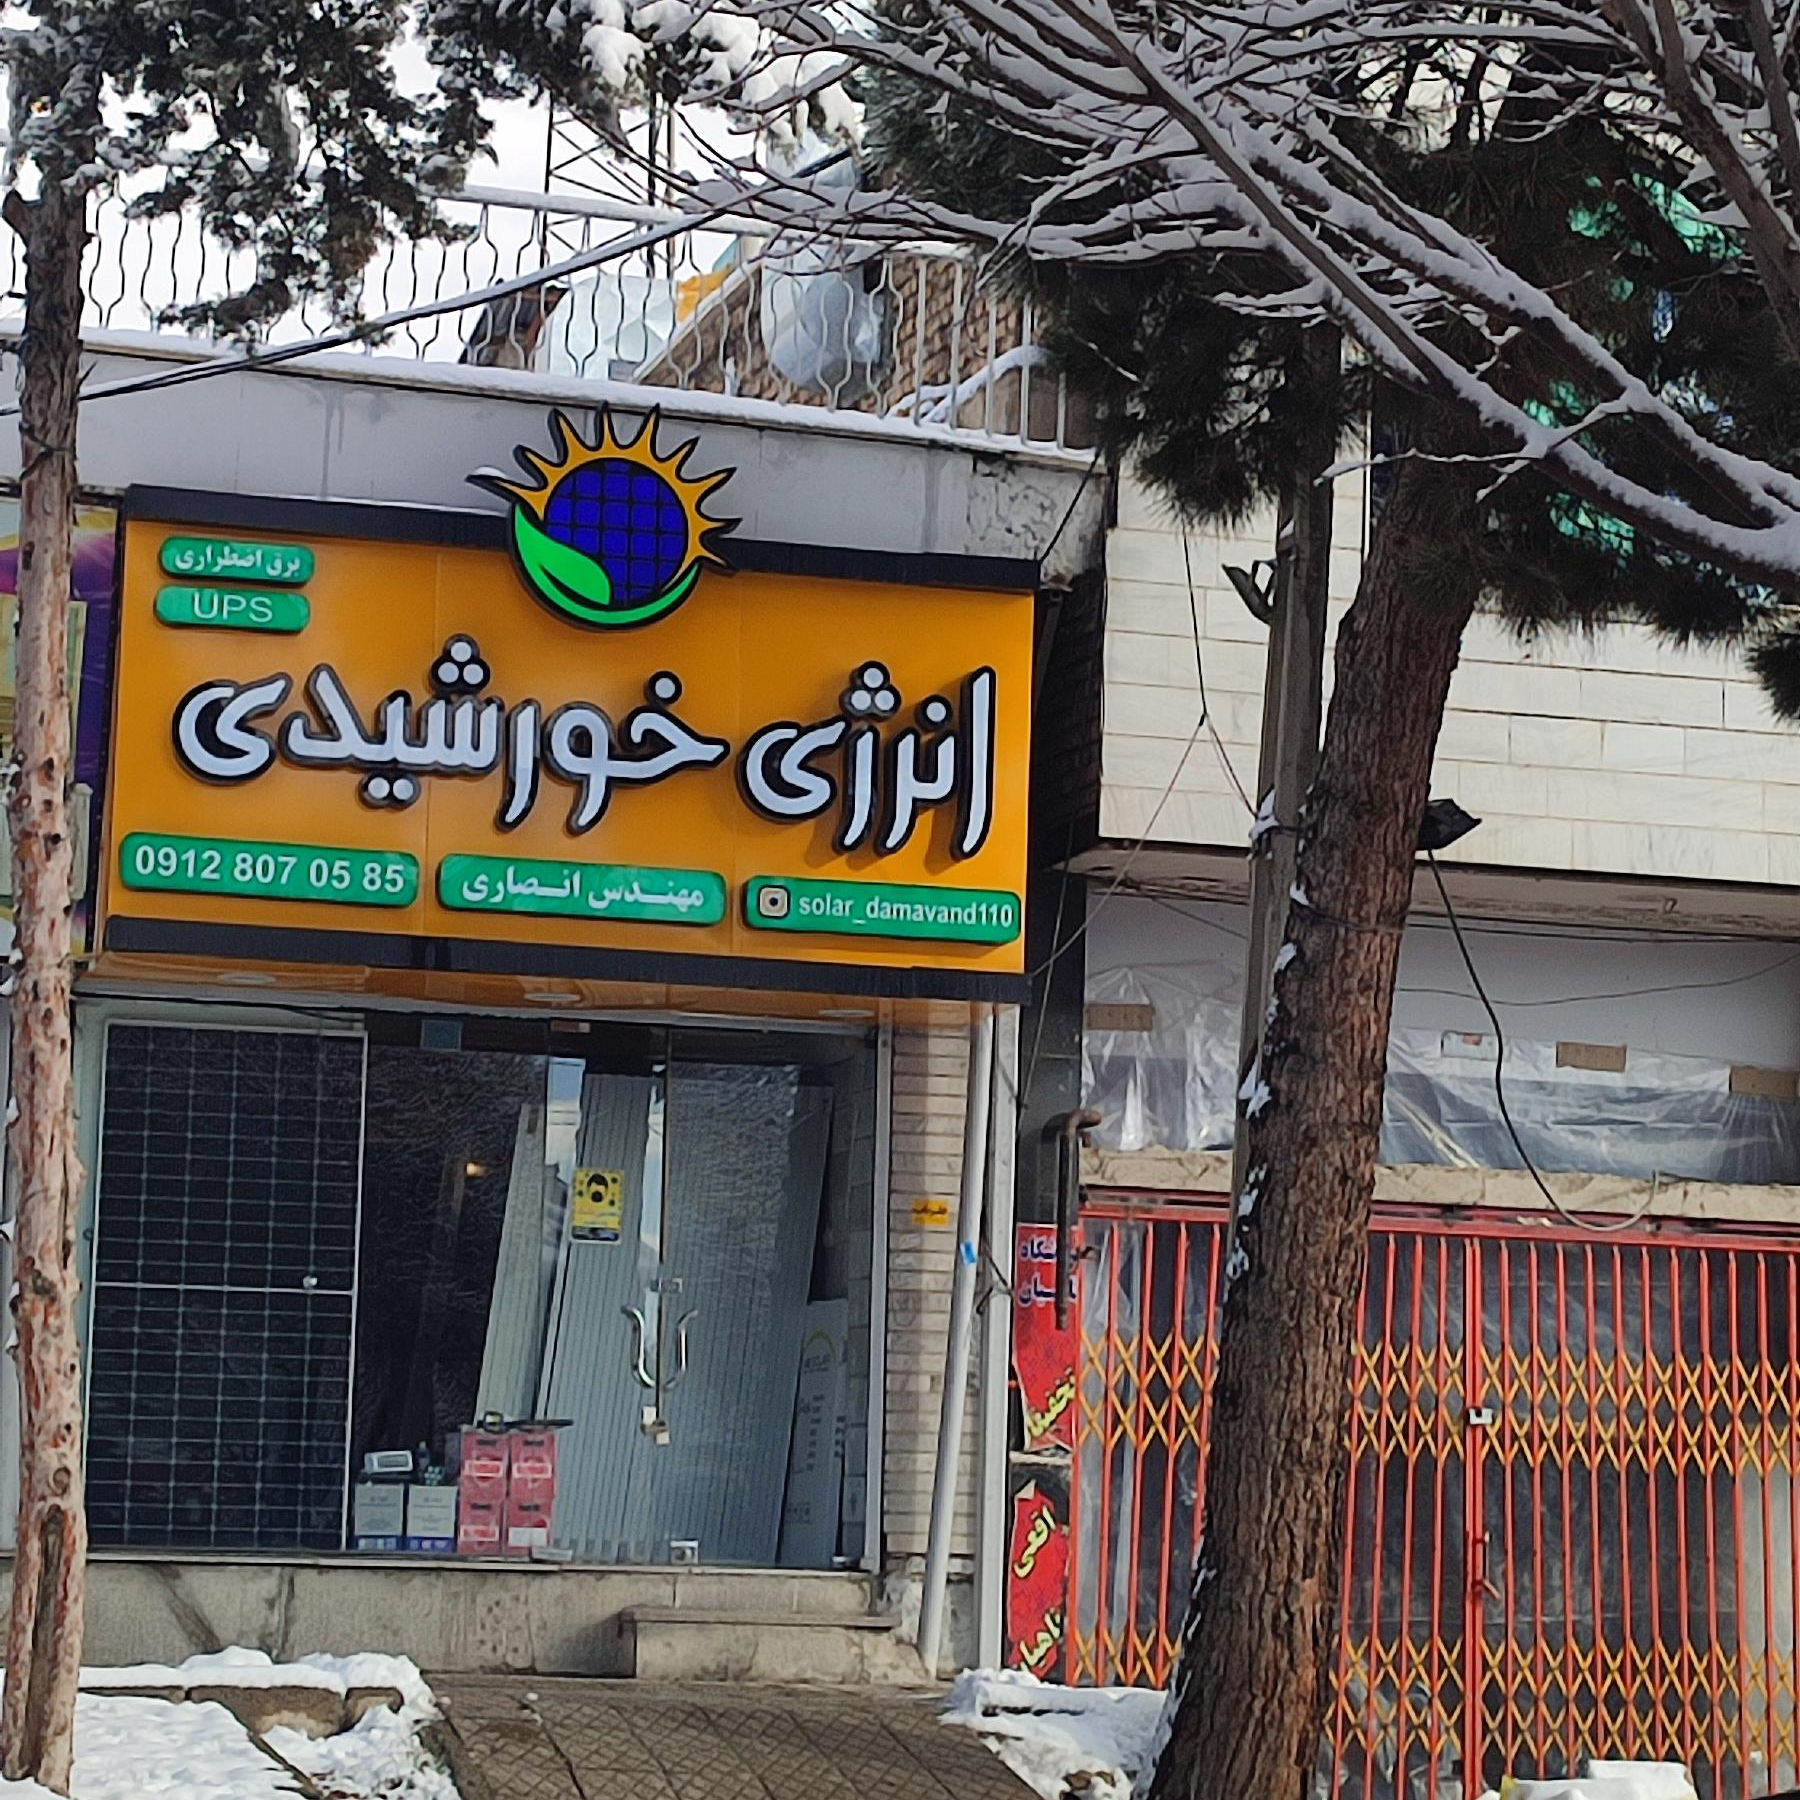 برق اضطراری
UPS
انرژی خورشیدی
0912 807 05 85
مهندس انصاری
solar_damavand110